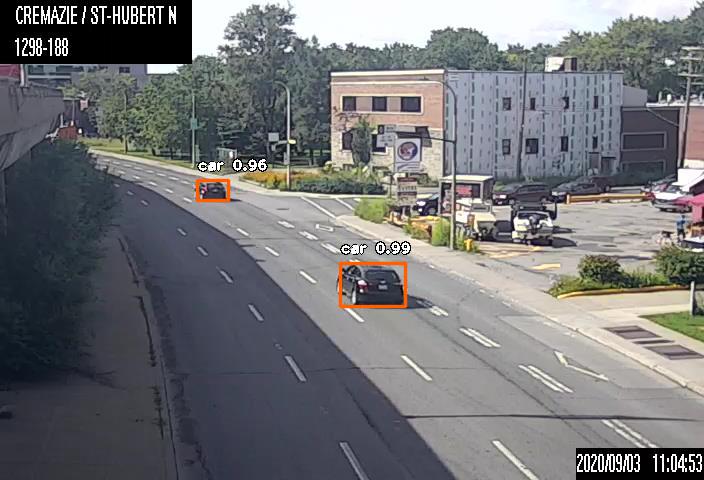 CREMAZIE / ST-HUBERT N
1298-188
car 0.96
car 0.99
2020/09/03 11:04:53